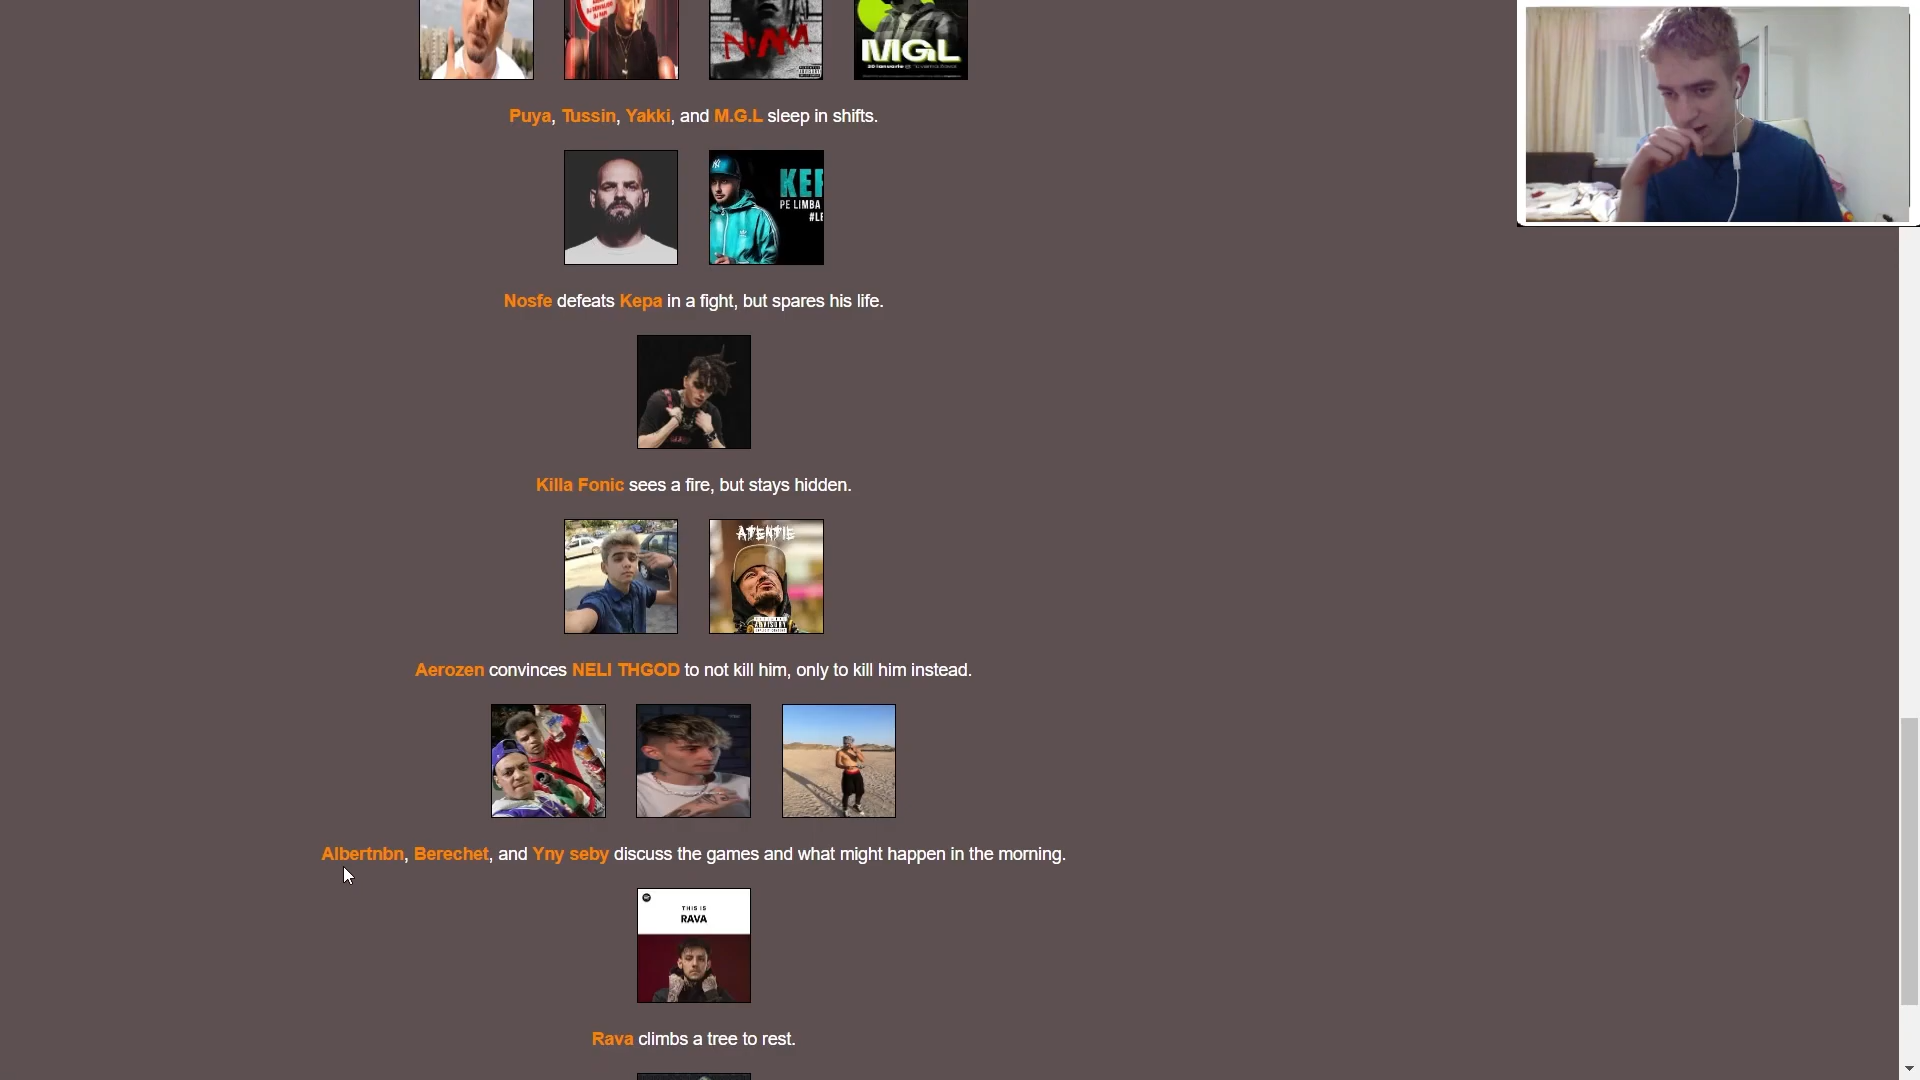 N AM
MGL
Puya, Tussin, Yakki, and M.G.L sleep in shifts.
KEP
PE LIMBA
#LE
Nosfe defeats Kepa in a fight, but spares his life.
Killa Fonic sees a fire, but stays hidden.
ATENTIE
Aerozen convinces NELI THGOD to not kill him, only to kill him instead.
Albertnbn, Berechet, and Yny seby discuss the games and what might happen in the morning.
THIS IS
RAVA
Rava climbs a tree to rest.